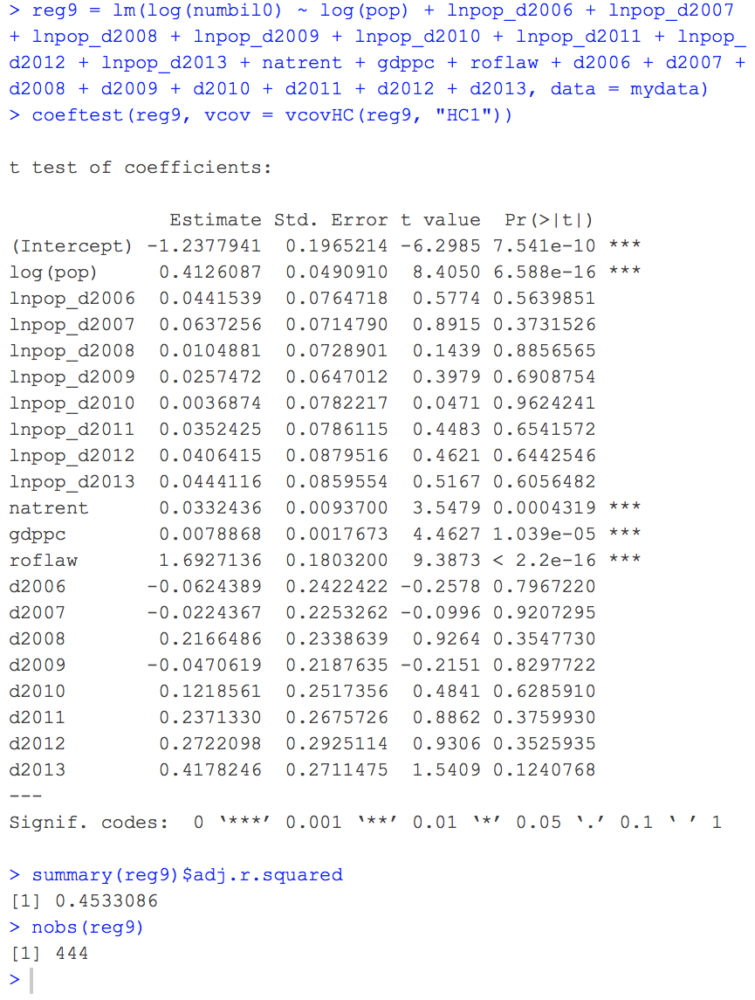 > reg9 = lm(log(numbil0) ~ log(pop) + lnpop_d2006 + lnpop_d2007
+ lnpop_d2008 + lnpop_d2009 + lnpop_d2010 + lnpop_d2011 + lnpop_
d2012 + lnpop_d2013 + natrent + gdppc + roflaw + d2006 + d2007 +
d2008 + d2009 + d2010 + d2011 + d2012 + d2013, data = mydata)
> coeftest(reg9, vcov = vcovHC(reg9, "HC1"))
t test of coefficients:
Estimate Std. Error t value Pr(>|t|)
(Intercept) -1.2377941 0.1965214 -6.2985 7.541e-10 ***
log(pop) 0.4126087 0.0490910 8.4050 6.588e-16 ***
lnpop_d2006 0.0441539 0.0764718 0.5774 0.5639851
lnpop_d2007 0.0637256 0.0714790 0.8915 0.3731526
lnpop_d2008 0.0104881 0.0728901 0.1439 0.8856565
lnpop_d2009 0.0257472 0.0647012 0.3979 0.6908754
lnpop_d2010 0.0036874 0.0782217 0.0471 0.9624241
lnpop_d2011 0.0352425 0.0786115 0.4483 0.6541572
lnpop_d2012 0.0406415 0.0879516 0.4621 0.6442546
lnpop_d2013 0.0444116 0.0859554 0.5167 0.6056482
natrent 0.0332436 0.0093700 3.5479 0.0004319 ***
gdppc 0.0078868 0.0017673 4.4627 1.039e-05 ***
roflaw 1.6927136 0.1803200 9.3873 < 2.2e-16 ***
d2006 -0.0624389 0.2422422 -0.2578 0.7967220
d2007 -0.0224367 0.2253262 -0.0996 0.9207295
d2008 0.2166486 0.2338639 0.9264 0.3547730
d2009 -0.0470619 0.2187635 -0.2151 0.8297722
d2010 0.1218561 0.2517356 0.4841 0.6285910
d2011 0.2371330 0.2675726 0.8862 0.3759930
d2012 0.2722098 0.2925114 0.9306 0.3525935
d2013 0.4178246 0.2711475 1.5409 0.1240768
---
Signif. codes: 0 ‘***’ 0.001 ‘**’ 0.01 ‘*’ 0.05 ‘.’ 0.1 ‘ ’ 1
> summary(reg9)$adj.r.squared
[1] 0.4533086
> nobs(reg9)
[1] 444
>